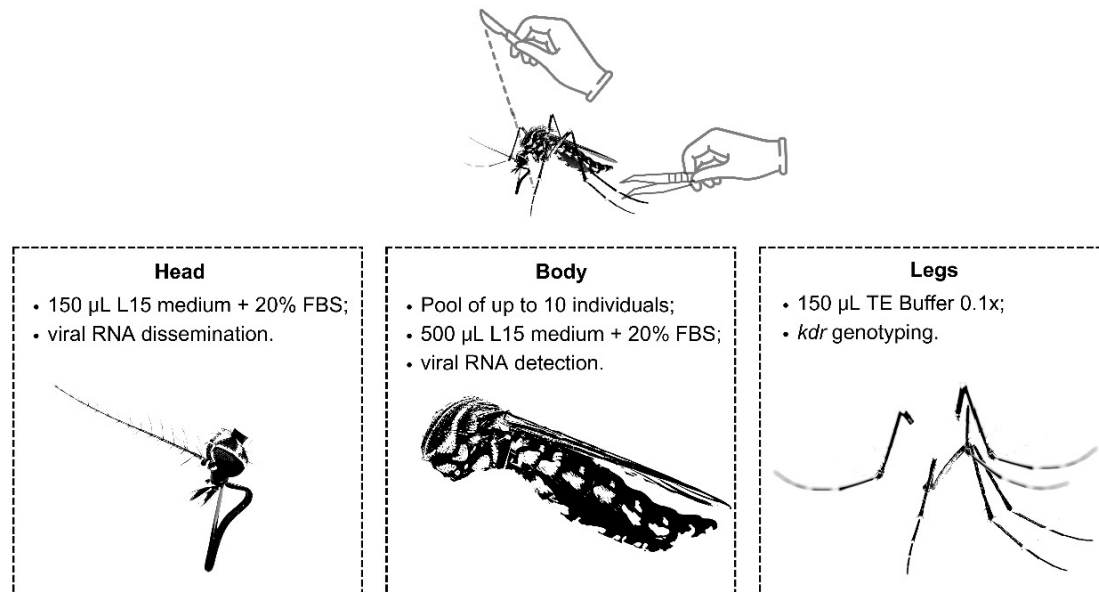 Head
• 150 µL L15 medium + 20% FBS;
• viral RNA dissemination.
Body
• Pool of up to 10 individuals;
• 500 µL L15 medium + 20% FBS;
• viral RNA detection.
Legs
• 150 µL TE Buffer 0.1x;
• kdr genotyping.